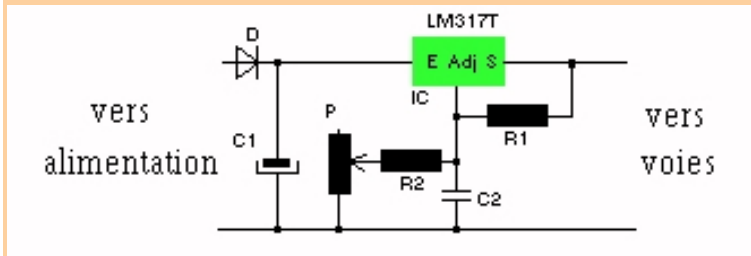 LM317T
D
E Adj S
IC
P
vers
alimentation
C1
R1
R2
C2
vers
voies